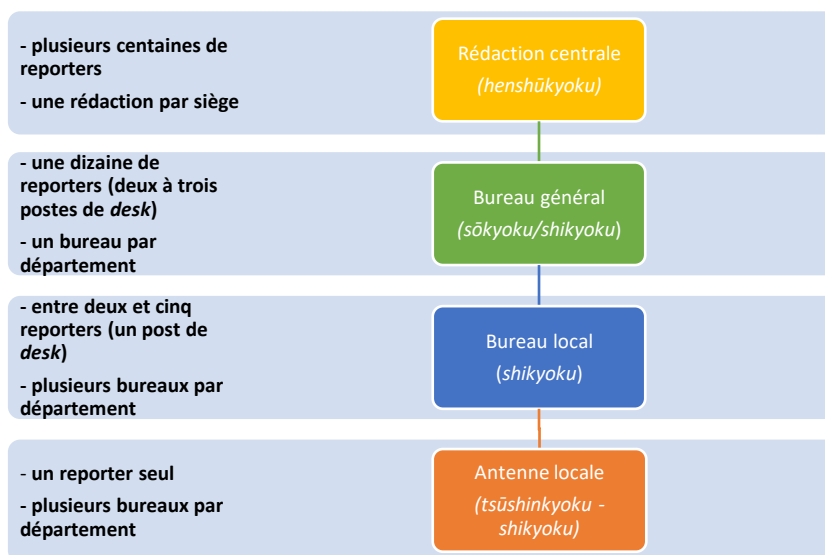 - plusieurs centaines de
reporters
- une rédaction par siège
Rédaction centrale
(henshūkyoku)
- une dizaine de
reporters (deux à trois
postes de desk)
- un bureau par
département
Bureau général
(sōkyoku/shikyoku)
- entre deux et cinq
reporters (un post de
desk)
- plusieurs bureaux par
département
Bureau local
(shikyoku)
- un reporter seul
- plusieurs bureaux par
département
Antenne locale
(tsūshinkyoku -
shikyoku)